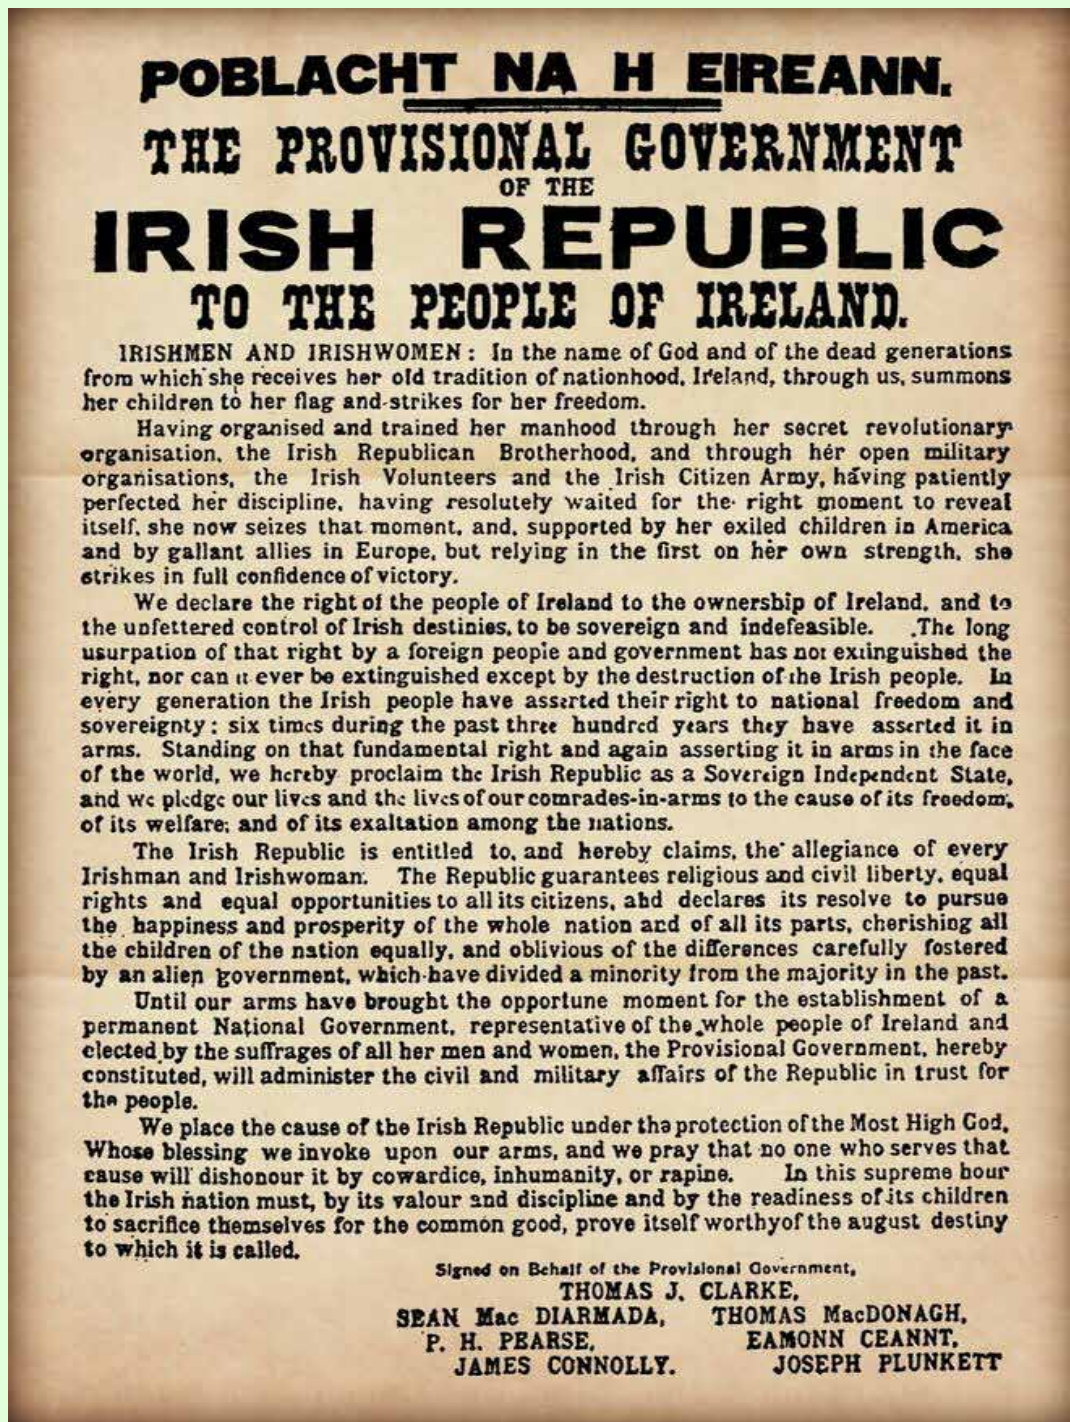 POBLACHT NA H EIREANN.
THE PROVISIONAL GOVERNMENT
OF THE
IRISH REPUBLIC
TO THE PEOPLE OF IRELAND.
IRISHMEN AND IRISHWOMEN : In the name of God and of the dead generations
from which she receives her old tradition of nationhood, Ireland, through us, summons
her children to her flag and strikes for her freedom.
Having organised and trained her manhood through her secret revolutionary
organisation, the Irish Republican Brotherhood, and through her open military
organisations, the Irish Volunteers and the Irish Citizen Army, having patiently
perfected her discipline, having resolutely waited for the right moment to reveal
itself, she now seizes that moment, and, supported by her exiled children in America
and by gallant allies in Europe, but relying in the first on her own strength, she
strikes in full confidence of victory.
We declare the right of the people of Ireland to the ownership of Ireland, and to
the unfettered control of Irish destinies, to be sovereign and indefeasible. The long
usurpation of that right by a foreign people and government has not extinguished the
right, nor can it ever be extinguished except by the destruction of the Irish people. In
every generation the Irish people have asserted their right to national freedom and
sovereignty ; six times during the past three hundred years they have asserted it in
arms. Standing on that fundamental right and again asserting it in arms in the face
of the world, we hereby proclaim the Irish Republic as a Sovereign Independent State,
and we pledge our lives and the lives of our comrades-in-arms to the cause of its freedom,
of its welfare, and of its exaltation among the nations.
The Irish Republic is entitled to, and hereby claims, the allegiance of every
Irishman and Irishwoman. The Republic guarantees religious and civil liberty, equal
rights and equal opportunities to all its citizens, and declares its resolve to pursue
the happiness and prosperity of the whole nation and of all its parts, cherishing all
the children of the nation equally, and oblivious of the differences carefully fostered
by an alien government, which have divided a minority from the majority in the past.
Until our arms have brought the opportune moment for the establishment of a
permanent National Government, representative of the whole people of Ireland and
elected by the suffrages of all her men and women, the Provisional Government, hereby
constituted, will administer the civil and military affairs of the Republic in trust for
the people.
We place the cause of the Irish Republic under the protection of the Most High God,
Whose blessing we invoke upon our arms, and we pray that no one who serves that
cause will dishonour it by cowardice, inhumanity, or rapine. In this supreme hour
the Irish nation must, by its valour and discipline and by the readiness of its children
to sacrifice themselves for the common good, prove itself worthy of the august destiny
to which it is called.
Signed on Behalf of the Provisional Government,
THOMAS J. CLARKE,
SEAN Mac DIARMADA, THOMAS MacDONAGH,
P. H. PEARSE, EAMONN CEANNT,
JAMES CONNOLLY. JOSEPH PLUNKETT